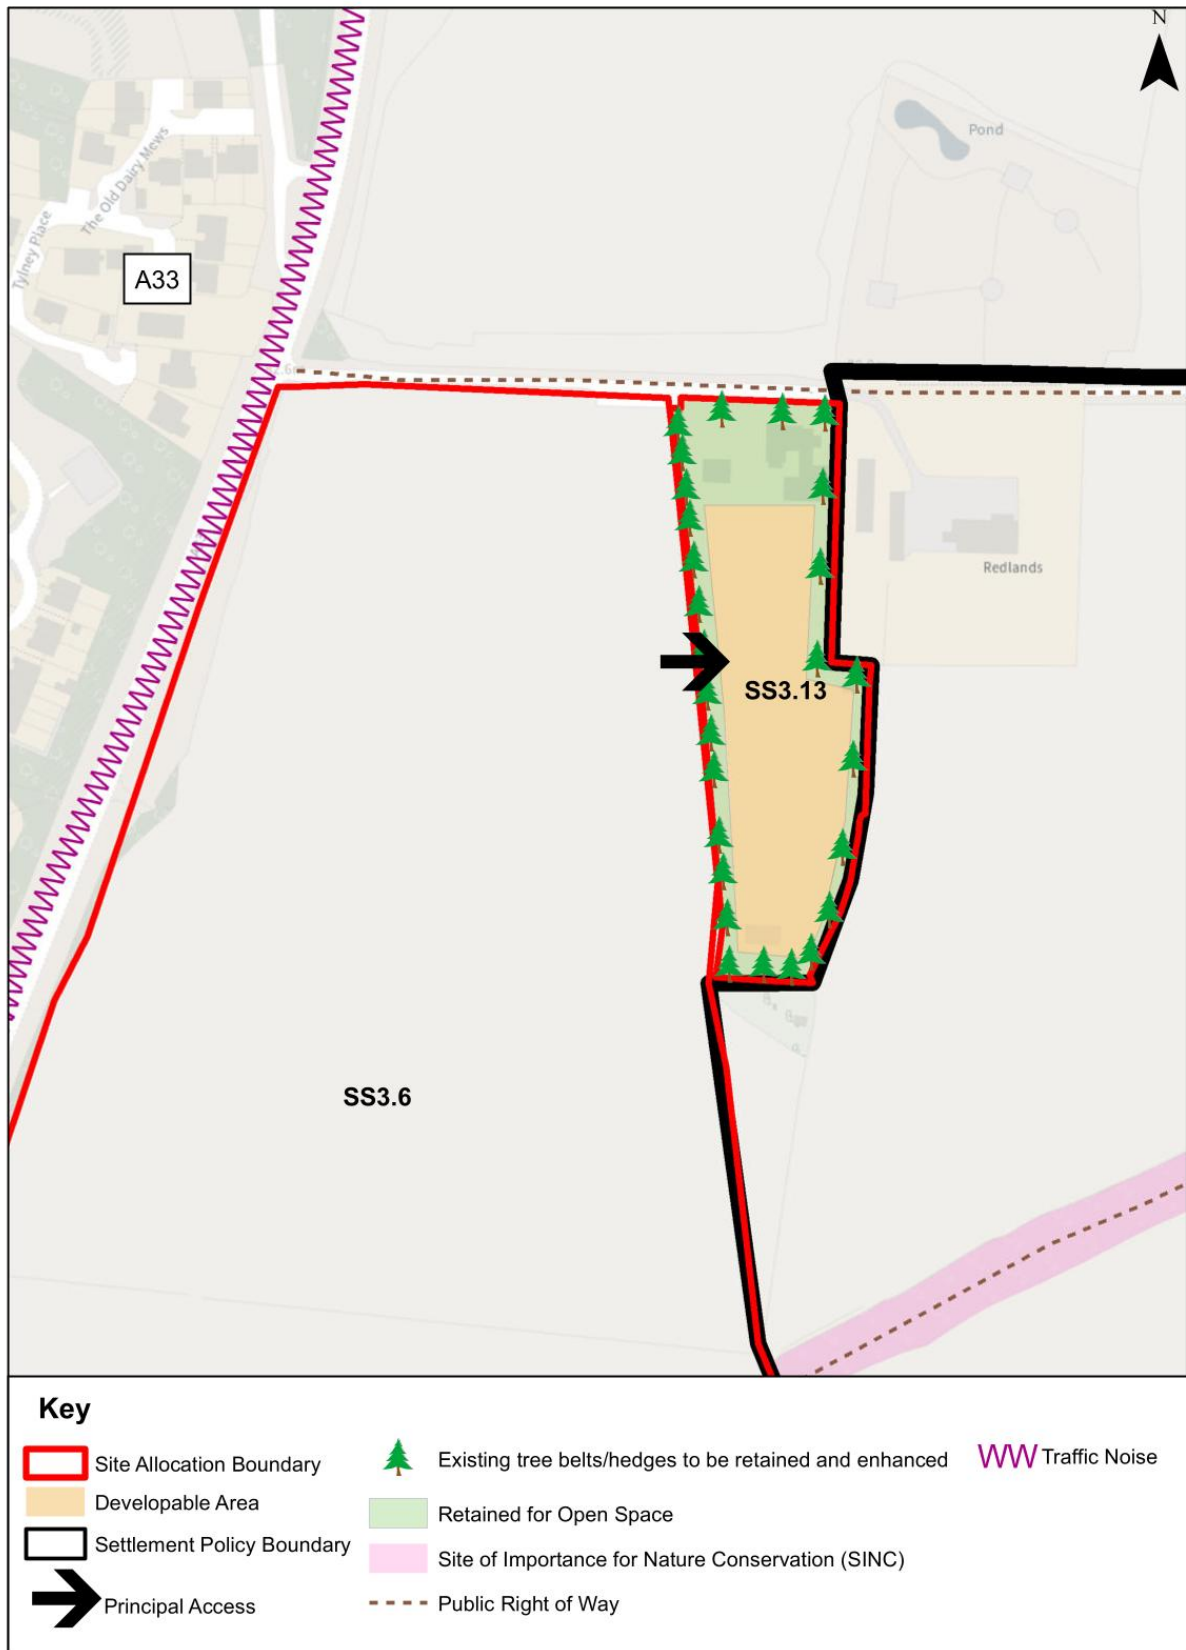 N
Pond
The Old Dairy Mews
Tylney Place
A33
Redlands
SS3.13
SS3.6
Key
Site Allocation Boundary
Developable Area
Settlement Policy Boundary
Principal Access
Existing tree belts/hedges to be retained and enhanced
Retained for Open Space
Site of Importance for Nature Conservation (SINC)
Public Right of Way
Traffic Noise